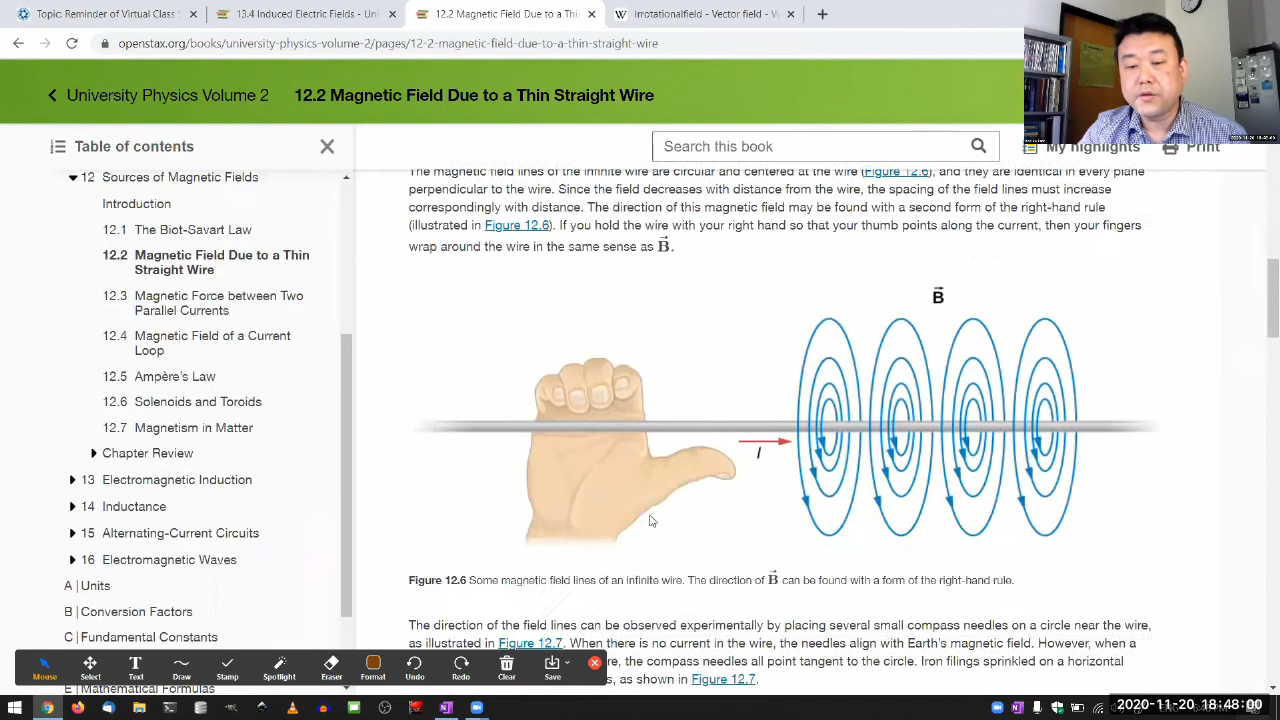 Reminder of Virtual Class S
13.4 Induced Electric Fields - Uni
12.2 Magnetic Field Due to a Thin
Irrotationalfield - Vector field - W
openstax.org/books/university-physics-volume-2/pages/12-2-magnetic-field-due-to-a-thin-straight-wire
University Physics Volume 2
12.2 Magnetic Field Due to a Thin Straight Wire
Table of contents
Search this book
My highlights
Print
12 Sources of Magnetic Fields
Introduction
12.1 The Biot-Savart Law
12.2 Magnetic Field Due to a Thin
Straight Wire
12.3 Magnetic Force between Two
Parallel Currents
12.4 Magnetic Field of a Current
Loop
12.5 Ampère's Law
12.6 Solenoids and Toroids
12.7 Magnetism in Matter
Chapter Review
13 Electromagnetic Induction
14 Inductance
15 Alternating-Current Circuits
16 Electromagnetic Waves
A | Units
B | Conversion Factors
C | Fundamental Constants
E | Mathematical Formulas
The magnetic field lines of the infinite wire are circular and centered at the wire (Figure 12.6), and they are identical in every plane
perpendicular to the wire. Since the field decreases with distance from the wire, the spacing of the field lines must increase
correspondingly with distance. The direction of this magnetic field may be found with a second form of the right-hand rule
(illustrated in Figure 12.6). If you hold the wire with your right hand so that your thumb points along the current, then your fingers
wrap around the wire in the same sense as B⃗.
B⃗
I
Figure 12.6 Some magnetic field lines of an infinite wire. The direction of B⃗ can be found with a form of the right-hand rule.
The direction of the field lines can be observed experimentally by placing several small compass needles on a circle near the wire,
as illustrated in Figure 12.7. When there is no current in the wire, the needles align with Earth's magnetic field. However, when a
re, the compass needles all point tangent to the circle. Iron filings sprinkled on a horizontal
s, as shown in Figure 12.7.
Mouse Select Text Draw Stamp Spotlight Eraser Format Undo Redo Clear Save
2020-11-20 18:48:00